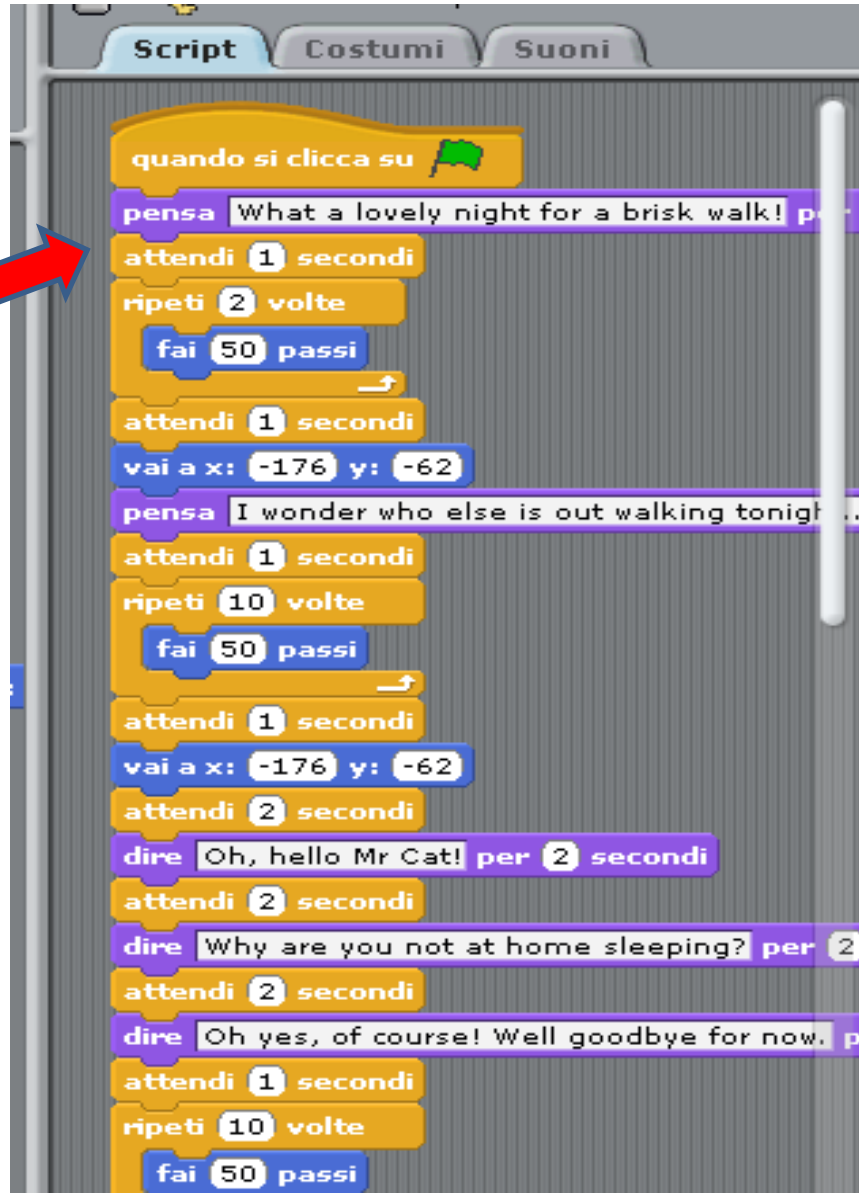 Script Costumi Suoni
quando si clicca su
pensa What a lovely night for a brisk walk!
attendi 1 secondi
ripeti 2 volte
fai 50 passi
attendi 1 secondi
vai a x: -176 y: -62
pensa I wonder who else is out walking
attendi 1 secondi
ripeti 10 volte
fai 50 passi
attendi 1 secondi
vai a x: -176 y: -62
attendi 2 secondi
dire Oh, hello Mr Cat! per 2 secondi
attendi 2 secondi
dire Why are you not at home sleeping? per 2
attendi 2 secondi
dire Oh yes, of course! Well goodbye for now.
attendi 1 secondi
ripeti 10 volte
fai 50 passi